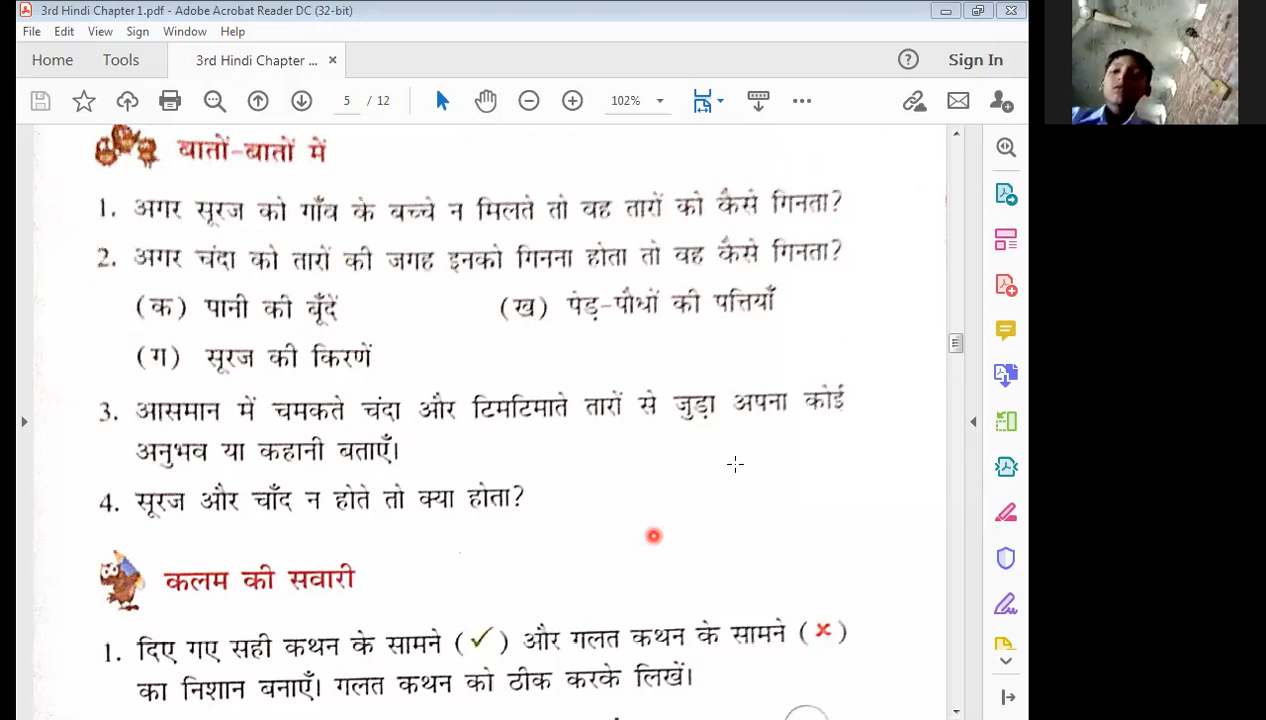 3rd Hindi Chapter 1.pdf - Adobe Acrobat Reader DC (32-bit)
File Edit View Sign Window Help
Home Tools 3rd Hindi Chapter ... × Sign In
5 / 12 102%
बातों-बातों में
1. अगर सूरज को गाँव के बच्चे न मिलते तो वह तारों को कैसे गिनता?
2. अगर चंदा को तारों की जगह इनको गिनना होता तो वह कैसे गिनता?
(क) पानी की बूँदें (ख) पेड़-पौधों की पत्तियाँ
(ग) सूरज की किरणें
3. आसमान में चमकते चंदा और टिमटिमाते तारों से जुड़ा अपना कोई
अनुभव या कहानी बताएँ।
4. सूरज और चाँद न होते तो क्या होता?
कलम की सवारी
1. दिए गए सही कथन के सामने (✓) और गलत कथन के सामने (×)
का निशान बनाएँ। गलत कथन को ठीक करके लिखें।